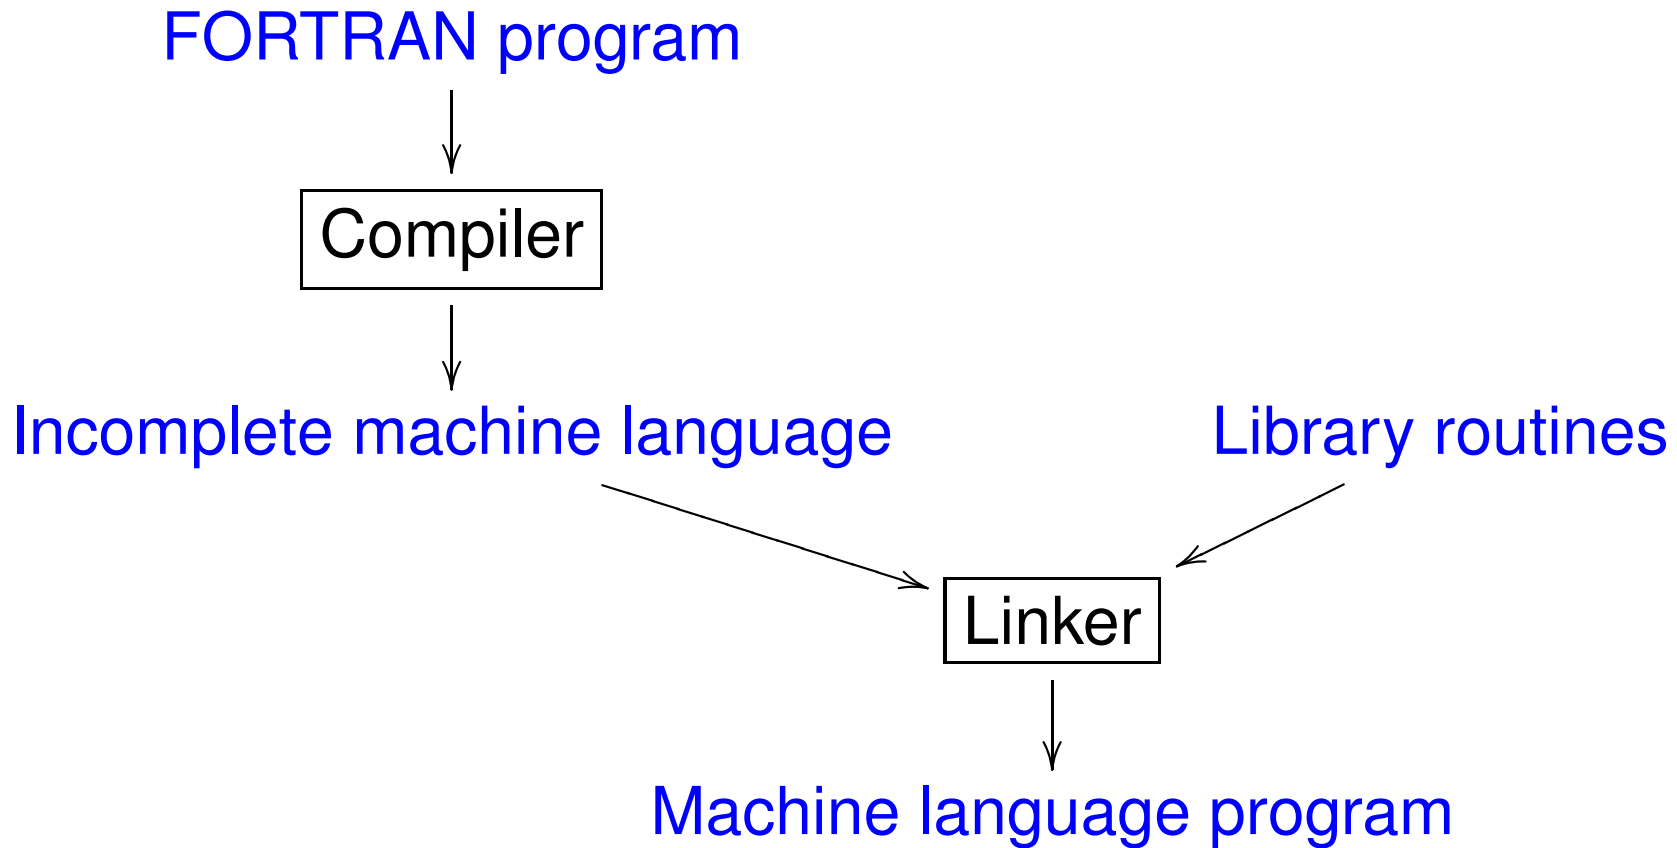 FORTRAN program
Compiler
Incomplete machine language
Library routines
Linker
Machine language program